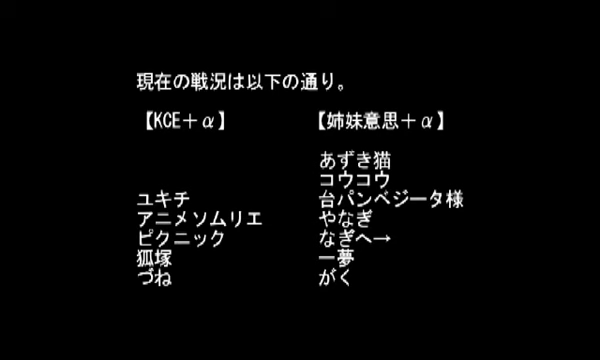 現在の戦況は以下の通り。
【KCE＋α】 【姉妹意思＋α】
あずき猫
コウコウ
ユキチ 台パンベジータ様
アニメソムリエ やなぎ
ピクニック なぎへ→
狐塚 一夢
づね がく